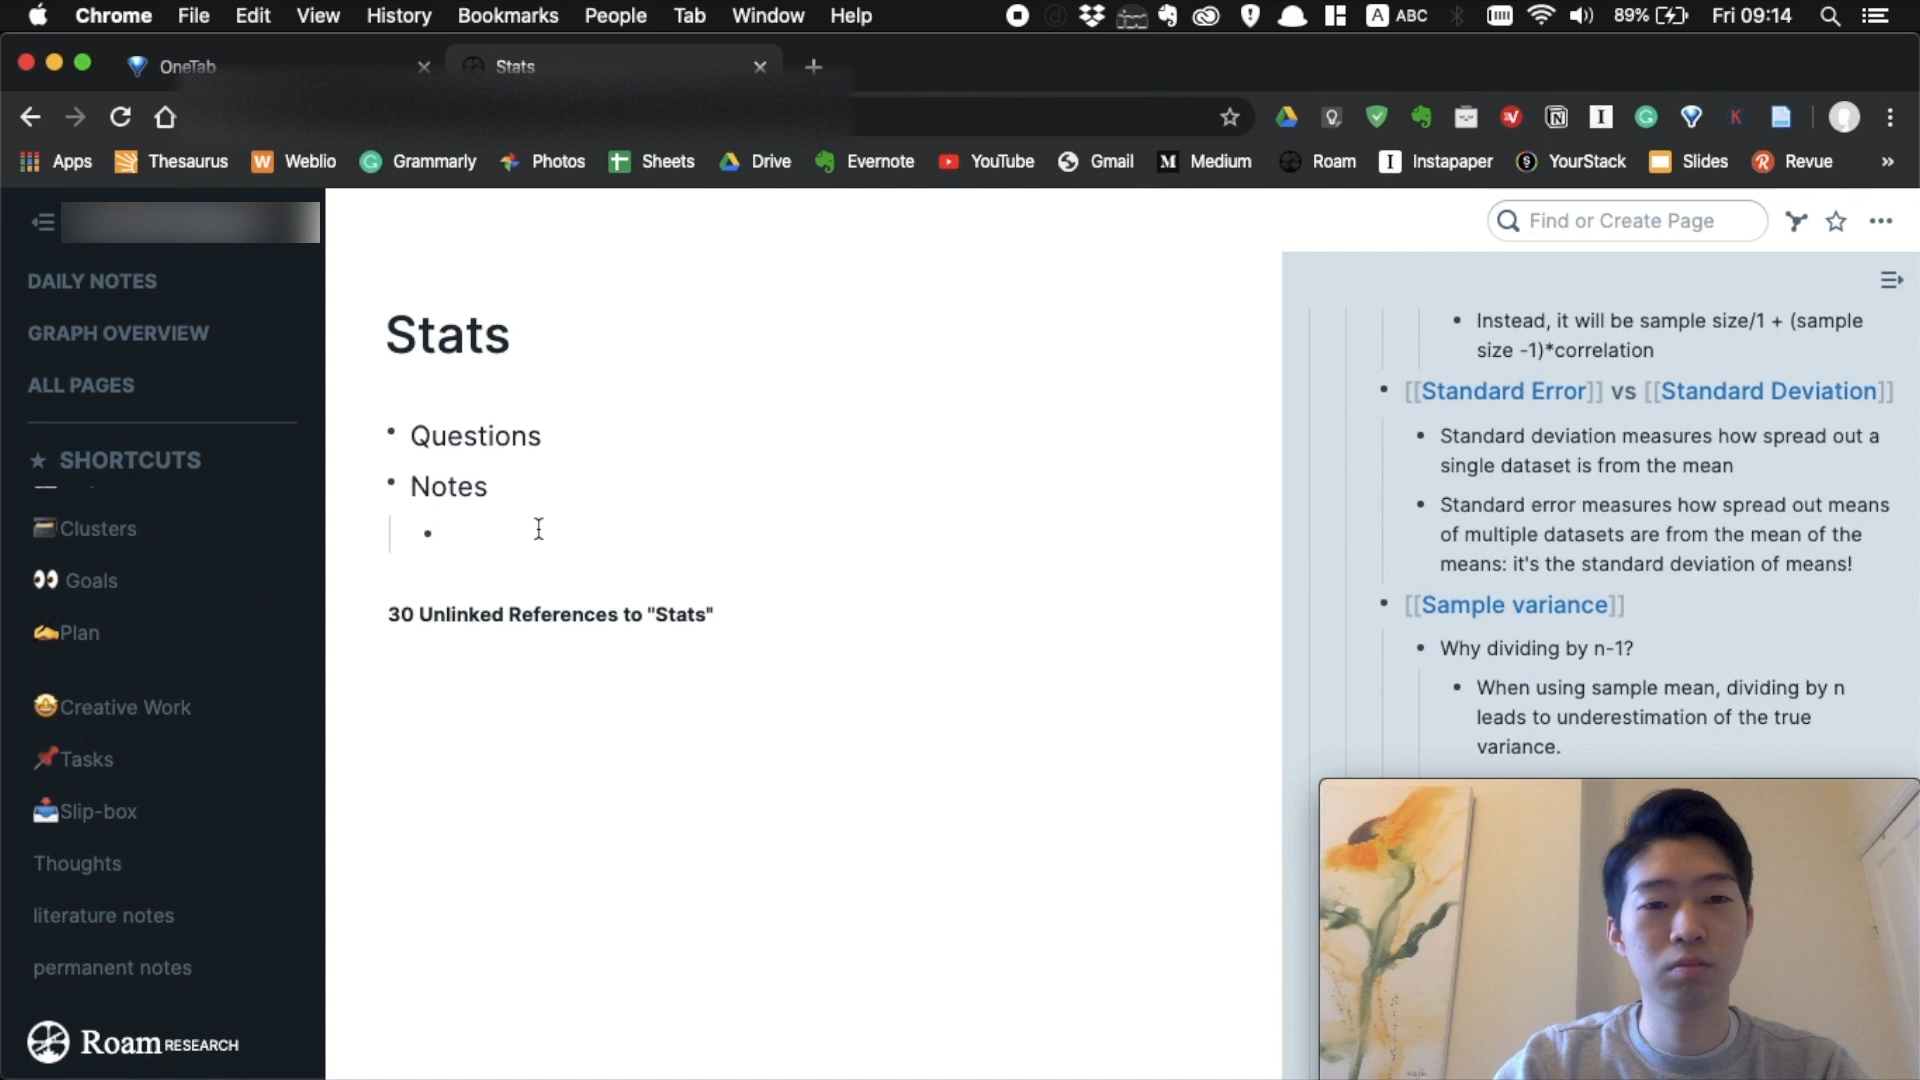 Chrome File Edit View History Bookmarks People Tab Window Help A ABC 89% Fri 09:14
OneTab
Stats
Apps Thesaurus Weblio Grammarly Photos Sheets Drive Evernote YouTube Gmail Medium Roam Instapaper YourStack Slides Revue »
Find or Create Page
DAILY NOTES
GRAPH OVERVIEW
ALL PAGES
★ SHORTCUTS
Clusters
Goals
Plan
Creative Work
Tasks
Slip-box
Thoughts
literature notes
permanent notes
Roam RESEARCH
Stats
Questions
Notes
30 Unlinked References to "Stats"
Instead, it will be sample size/1 + (sample
size -1)*correlation
[[Standard Error]] vs [[Standard Deviation]]
Standard deviation measures how spread out a
single dataset is from the mean
Standard error measures how spread out means
of multiple datasets are from the mean of the
means: it's the standard deviation of means!
[[Sample variance]]
Why dividing by n-1?
When using sample mean, dividing by n
leads to underestimation of the true
variance.